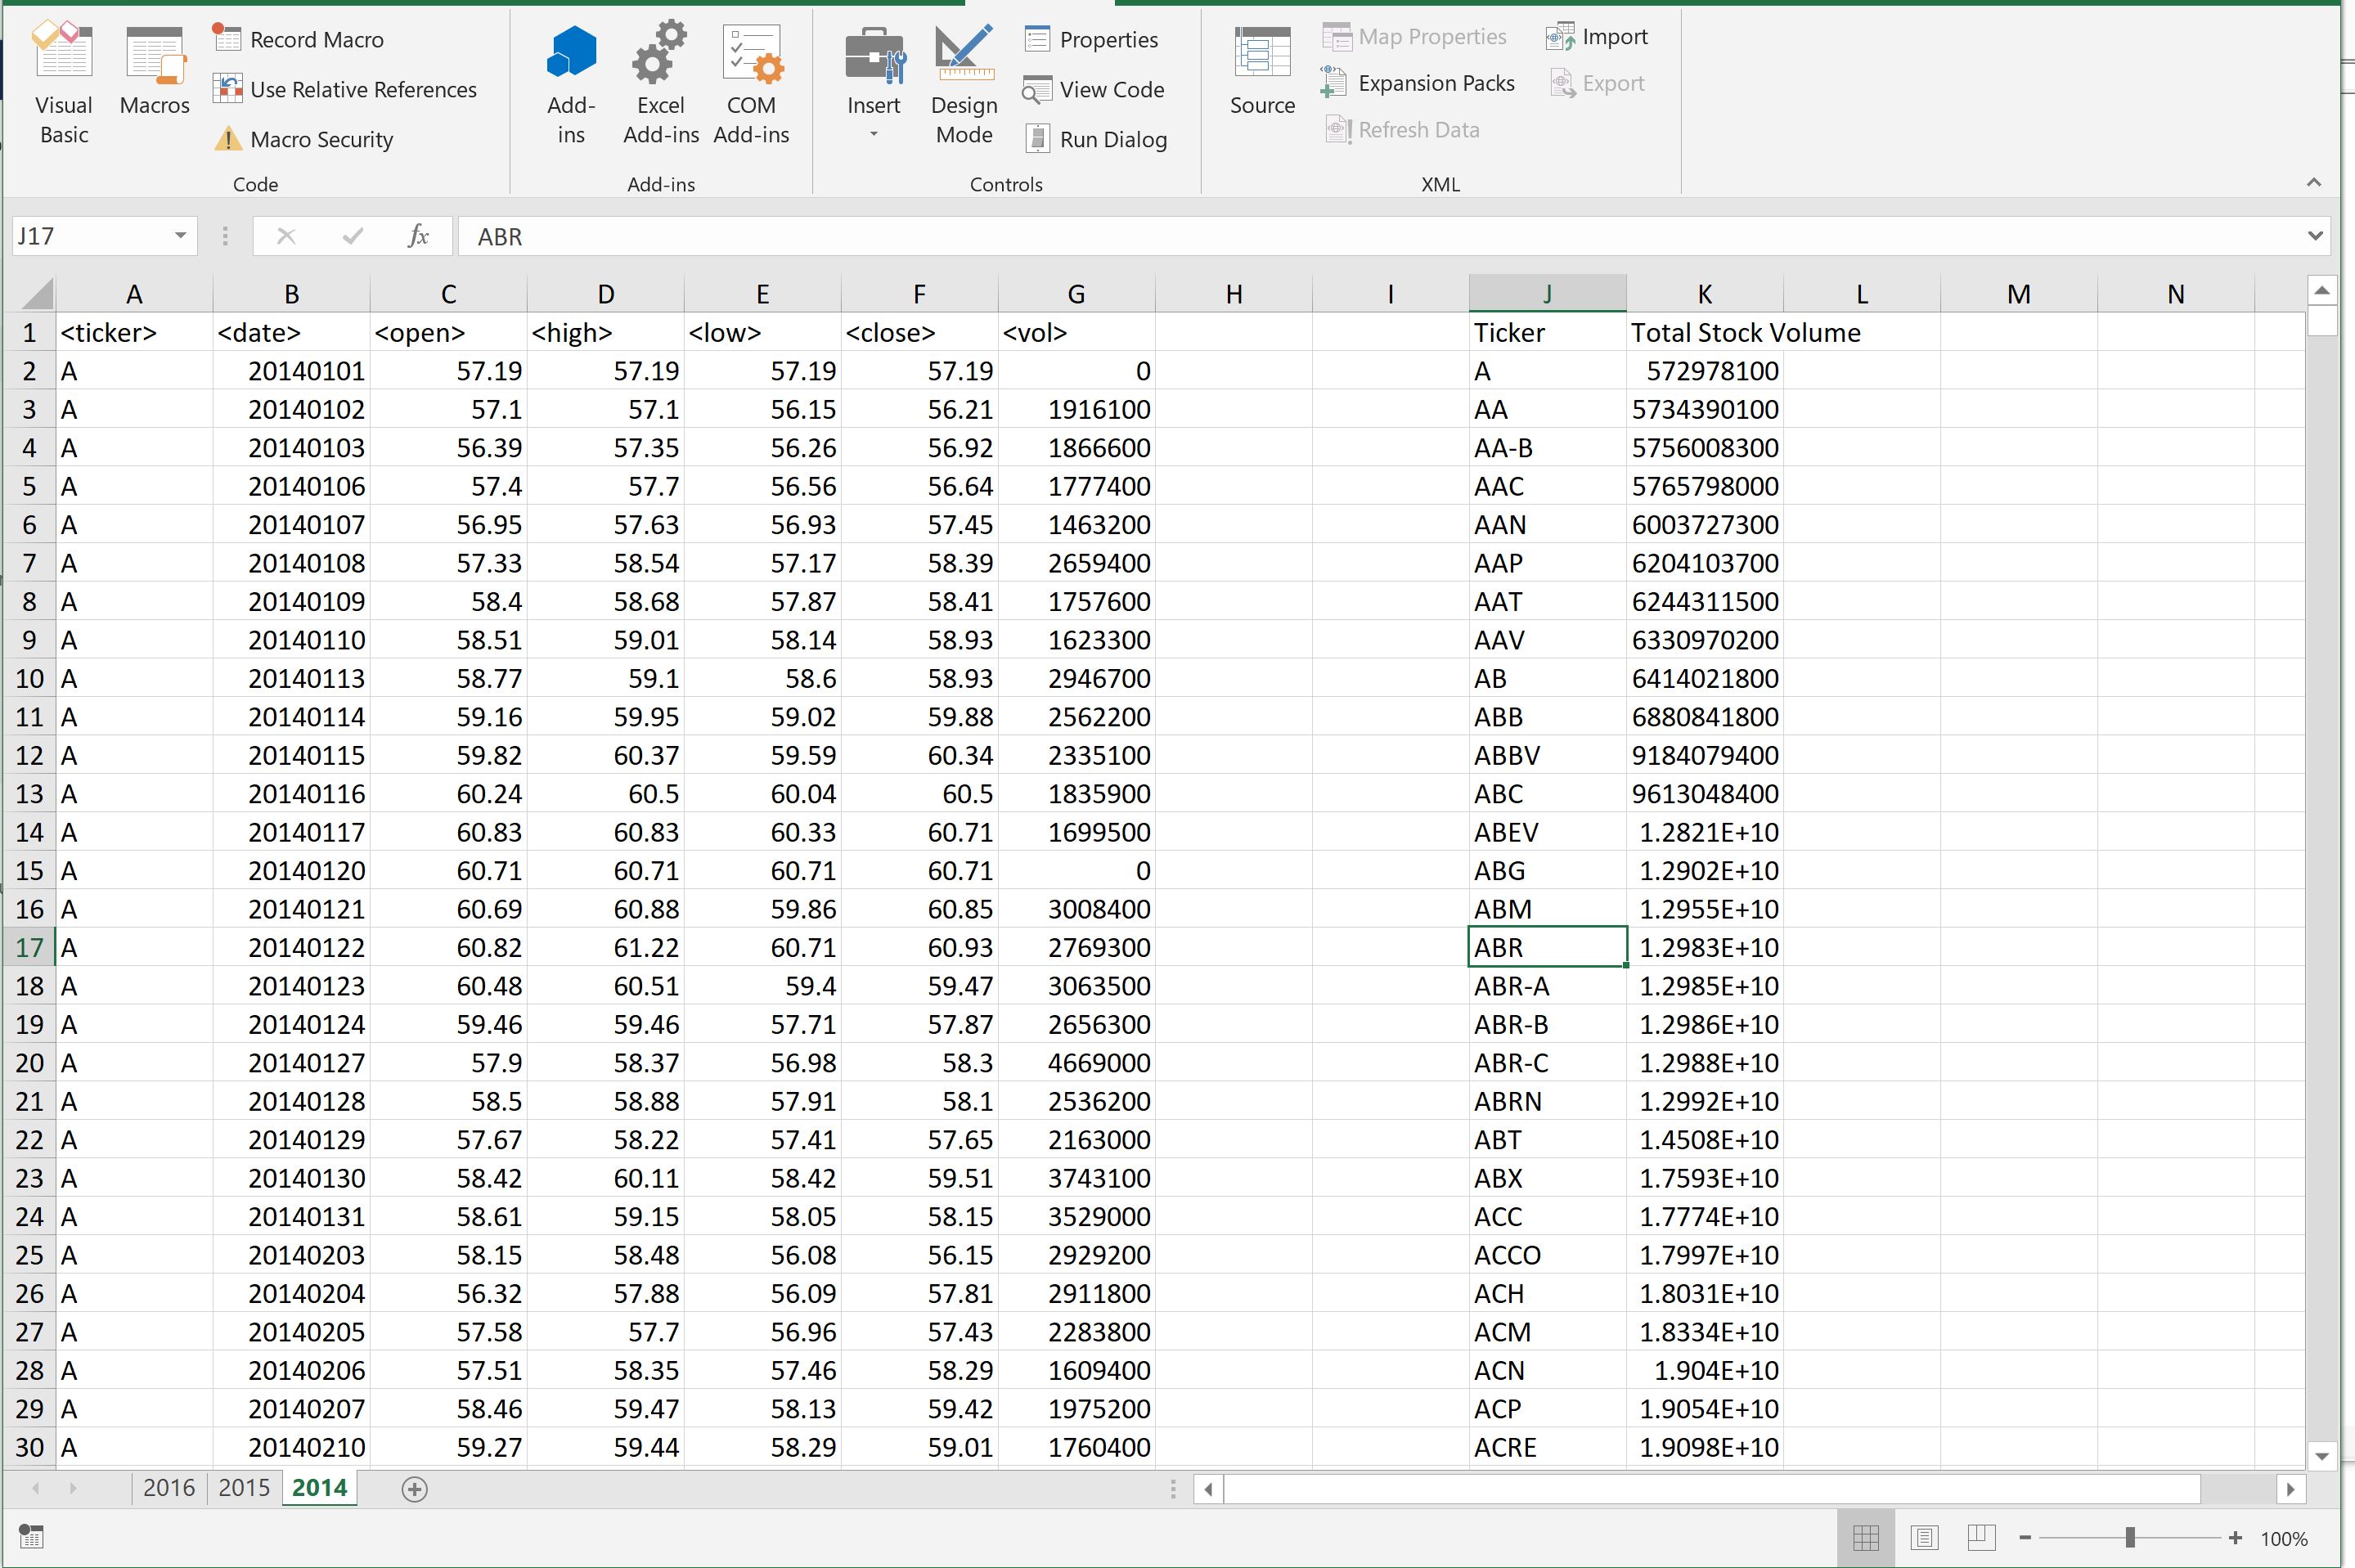 Visual Basic
Macros
Record Macro
Use Relative References
Macro Security
Code
Add-ins
Excel Add-ins
COM Add-ins
Add-ins
Insert
Design Mode
Properties
View Code
Run Dialog
Controls
Source
Map Properties
Expansion Packs
Refresh Data
Import
Export
XML
J17 fx ABR
A B C D E F G H I J K L M N
1 <ticker> <date> <open> <high> <low> <close> <vol> Ticker Total Stock Volume
2 A 20140101 57.19 57.19 57.19 57.19 0 A 572978100
3 A 20140102 57.1 57.1 56.15 56.21 1916100 AA 5734390100
4 A 20140103 56.39 57.35 56.26 56.92 1866600 AA-B 5756008300
5 A 20140106 57.4 57.7 56.56 56.64 1777400 AAC 5765798000
6 A 20140107 56.95 57.63 56.93 57.45 1463200 AAN 6003727300
7 A 20140108 57.33 58.54 57.17 58.39 2659400 AAP 6204103700
8 A 20140109 58.4 58.68 57.87 58.41 1757600 AAT 6244311500
9 A 20140110 58.51 59.01 58.14 58.93 1623300 AAV 6330970200
10 A 20140113 58.77 59.1 58.6 58.93 2946700 AB 6414021800
11 A 20140114 59.16 59.95 59.02 59.88 2562200 ABB 6880841800
12 A 20140115 59.82 60.37 59.59 60.34 2335100 ABBV 9184079400
13 A 20140116 60.24 60.5 60.04 60.5 1835900 ABC 9613048400
14 A 20140117 60.83 60.83 60.33 60.71 1699500 ABEV 1.2821E+10
15 A 20140120 60.71 60.71 60.71 60.71 0 ABG 1.2902E+10
16 A 20140121 60.69 60.88 59.86 60.85 3008400 ABM 1.2955E+10
17 A 20140122 60.82 61.22 60.71 60.93 2769300 ABR 1.2983E+10
18 A 20140123 60.48 60.51 59.4 59.47 3063500 ABR-A 1.2985E+10
19 A 20140124 59.46 59.46 57.71 57.87 2656300 ABR-B 1.2986E+10
20 A 20140127 57.9 58.37 56.98 58.3 4669000 ABR-C 1.2988E+10
21 A 20140128 58.5 58.88 57.91 58.1 2536200 ABRN 1.2992E+10
22 A 20140129 57.67 58.22 57.41 57.65 2163000 ABT 1.4508E+10
23 A 20140130 58.42 60.11 58.42 59.51 3743100 ABX 1.7593E+10
24 A 20140131 58.61 59.15 58.05 58.15 3529000 ACC 1.7774E+10
25 A 20140203 58.15 58.48 56.08 56.15 2929200 ACCO 1.7997E+10
26 A 20140204 56.32 57.88 56.09 57.81 2911800 ACH 1.8031E+10
27 A 20140205 57.58 57.7 56.96 57.43 2283800 ACM 1.8334E+10
28 A 20140206 57.51 58.35 57.46 58.29 1609400 ACN 1.904E+10
29 A 20140207 58.46 59.47 58.13 59.42 1975200 ACP 1.9054E+10
30 A 20140210 59.27 59.44 58.29 59.01 1760400 ACRE 1.9098E+10
2016 2015 2014
100%